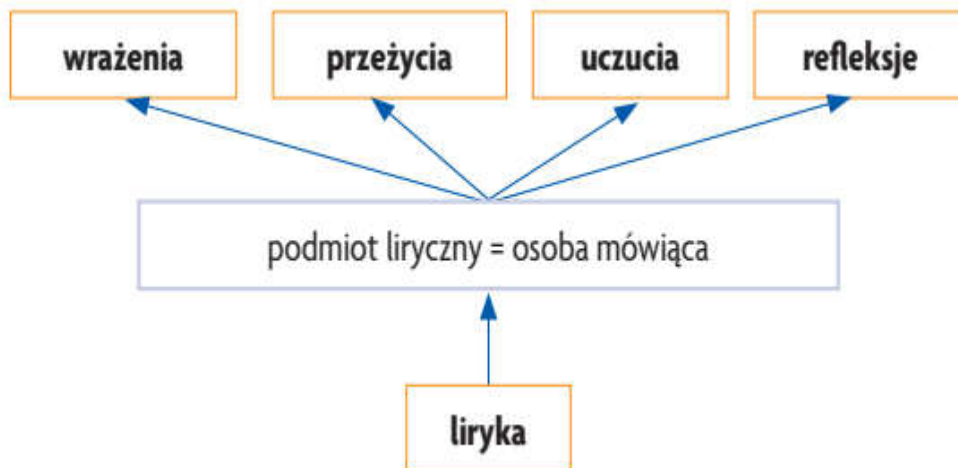 wrażenia
przeżycia
uczucia
refleksje
podmiot liryczny = osoba mówiąca
liryka